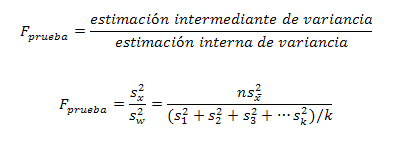 F_prueba = estimación intermediante de variancia / estimación interna de variancia
F_prueba = s_x^2 / s_w^2 = n s_x̄^2 / (s_1^2 + s_2^2 + s_3^2 + ⋯ s_k^2)/k